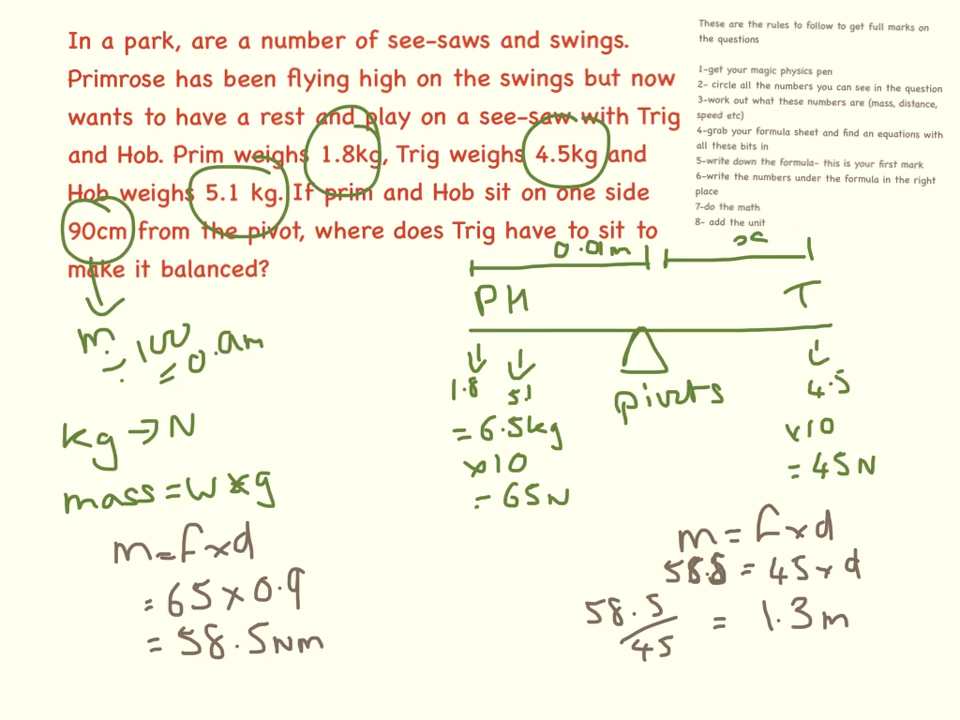 In a park, are a number of see-saws and swings.
Primrose has been flying high on the swings but now
wants to have a rest and play on a see-saw with Trig
and Hob. Prim weighs 1.8kg, Trig weighs 4.5kg and
Hob weighs 5.1 kg. If prim and Hob sit on one side
90cm from the pivot, where does Trig have to sit to
make it balanced?
These are the rules to follow to get full marks on
the questions
1-get your magic physics pen
2- circle all the numbers you can see in the question
3-work out what these numbers are (mass, distance,
speed etc)
4-grab your formula sheet and find an equations with
all these bits in
5-write down the formula- this is your first mark
6-write the numbers under the formula in the right
place
7-do the math
8- add the unit
m
÷100
=0.9m
kg → N
mass = W * g
m=fxd
= 65 x 0.9
= 58.5Nm
PH
T
1.8
5.1
pivots
4.5
= 6.5kg
x10
= 65N
x10
= 45N
m= f x d
58.5 = 45 x d
58.5/45 = 1.3m